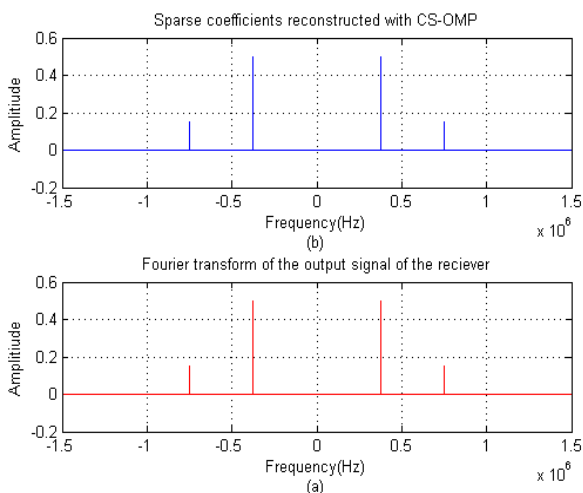 Sparse coefficients reconstructed with CS-OMP
0.6
0.4
0.2
0
-0.2
Amplitiude
-1.5 -1 -0.5 0 0.5 1 1.5
x 10^6
Frequency(Hz)
(b)
Fourier transform of the output signal of the reciever
0.6
0.4
0.2
0
-0.2
Amplitiude
-1.5 -1 -0.5 0 0.5 1 1.5
x 10^6
Frequency(Hz)
(a)